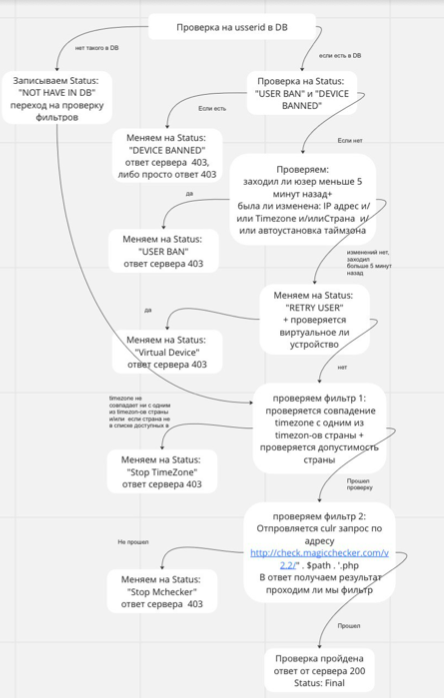 Проверка на usserid в DB
нет такого в DB
если есть в DB
Записываем Status:
"NOT HAVE IN DB"
переход на проверку
фильтров
Проверка на Status:
"USER BAN" и "DEVICE
BANNED"
Если есть
Меняем на Status:
"DEVICE BANNED"
ответ сервера 403,
либо просто ответ 403
Если нет
Проверяем:
заходил ли юзер меньше 5
минут назад+
была ли изменена: IP адрес и/
или Timezone и/илиСтрана и/
или автоустановка таймзона
да
Меняем на Status:
"USER BAN"
ответ сервера 403
изменений нет,
заходил
больше 5 минут
назад
Меняем на Status:
"RETRY USER"
+ проверяется
виртуальное ли
устройство
да
Меняем на Status:
"Virtual Device"
ответ сервера 403
нет
проверяем фильтр 1:
проверяется совпадение
timezone с одним из
timezon-ов страны +
проверяется допустимость
страны
timezone не
совпадает ни с одним
из timezon-ов страны
и/или если страна не
в списке доступных в
Меняем на Status:
"Stop TimeZone"
ответ сервера 403
Прошел
проверку
проверяем фильтр 2:
Отпровляется culr запрос по
адресу
http://check.magicchecker.com/v
2.2/" . $path . '.php
В ответ получаем результат
проходим ли мы фильтр
Не прошел
Меняем на Status:
"Stop Mchecker"
ответ сервера 403
Прошел
Проверка пройдена
ответ от сервера 200
Status: Final